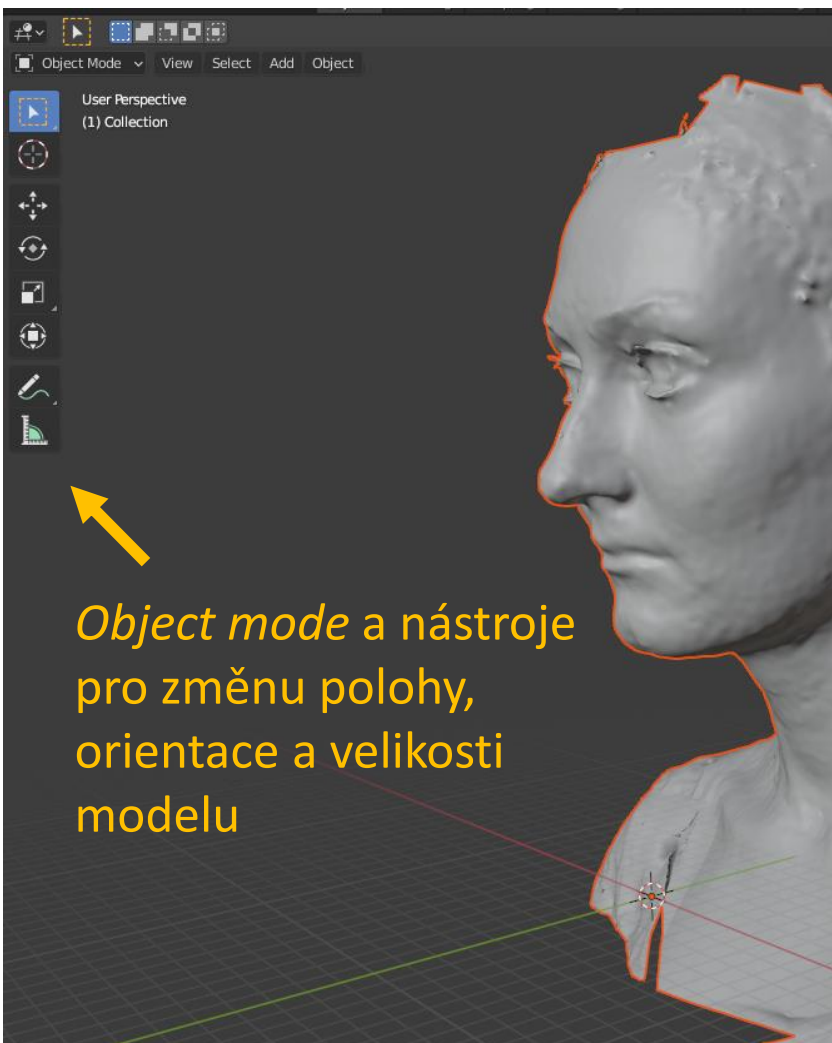 Object Mode View Select Add Object
User Perspective
(1) Collection
Object mode a nástroje
pro změnu polohy,
orientace a velikosti
modelu